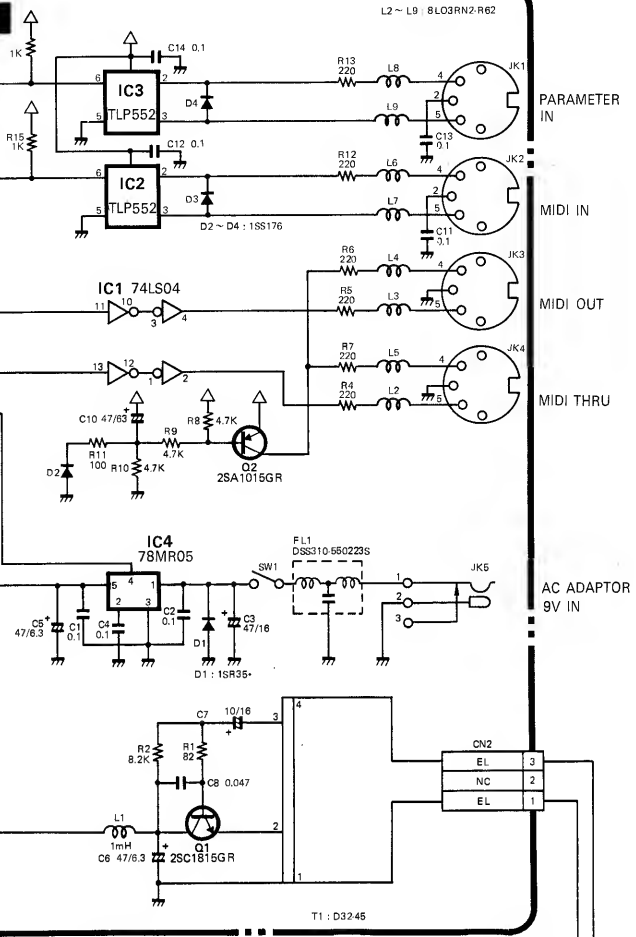 L2 ~ L9 : 8LO3RN2-R62
1K
C14 0.1
R13
220
L8
JK1
6
IC3
2
TLP552
5
3
D4
L9
4
2
5
C13
0.1
PARAMETER
IN
R15
1K
C12 0.1
R12
220
L6
JK2
6
IC2
2
TLP552
5
3
D3
L7
4
2
5
C11
0.1
MIDI IN
D2 ~ D4 : 1SS176
R6
220
L4
JK3
4
IC1 74LS04
11
10
3
4
R5
220
L3
5
MIDI OUT
R7
220
L5
JK4
4
13
12
1
2
R4
220
L2
5
MIDI THRU
C10 47/63
+
R8
4.7K
R9
4.7K
D2
R11
100
R10
4.7K
Q2
2SA1015GR
IC4
78MR05
FL1
DSS310-550223S
SW1
JK5
5
4
1
2
3
1
2
3
AC ADAPTOR
9V IN
C5
+
47/6.3
C1
0.1
C4
0.1
C2
0.1
D1
+
C3
47/16
D1 : 1SR35-
C7
10/16
+
3
4
R2
8.2K
R1
82
C8 0.047
CN2
EL
3
NC
2
EL
1
L1
1mH
Q1
2SC1815GR
2
C6 47/6.3
+
1
T1 : D32-45